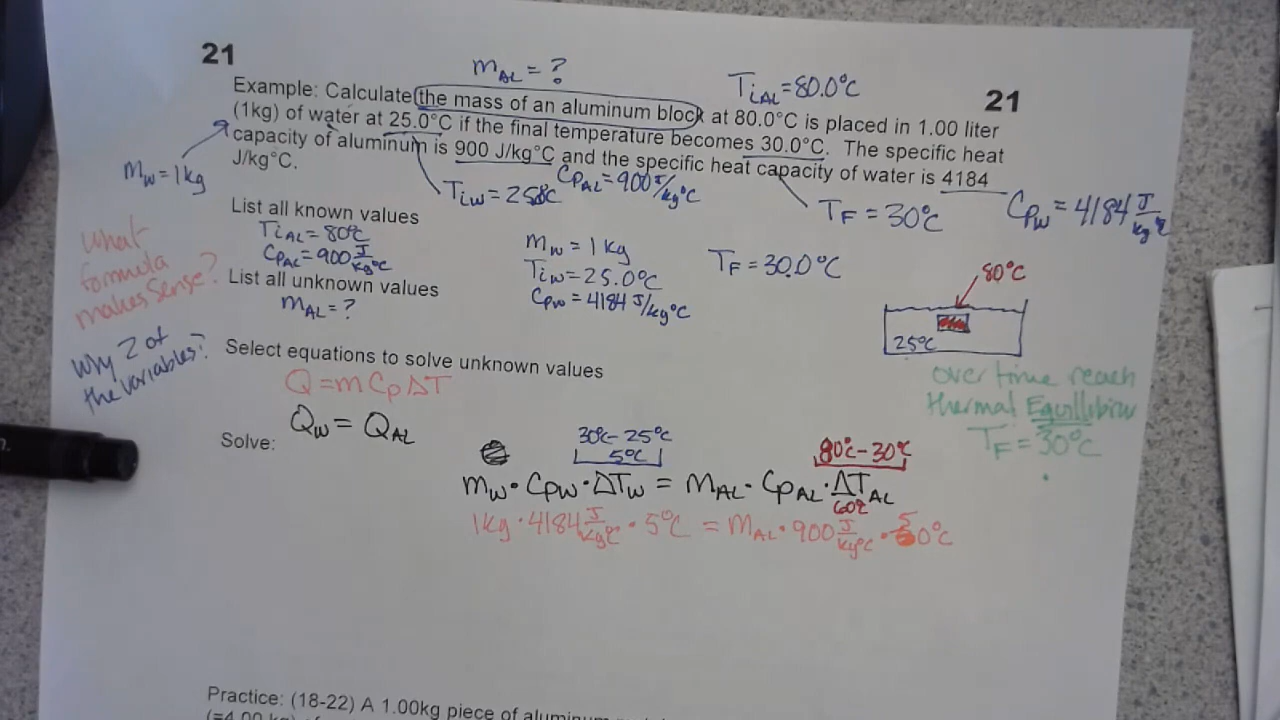 21
m_AL = ?
T_iAL = 80.0°C
21
Example: Calculate the mass of an aluminum block at 80.0°C is placed in 1.00 liter
(1kg) of water at 25.0°C if the final temperature becomes 30.0°C. The specific heat
capacity of aluminum is 900 J/kg°C and the specific heat capacity of water is 4184
J/kg°C.
m_w = 1kg
T_iw = 25.0°C
Cp_AL = 900 J/kg°C
T_F = 30°C
Cp_w = 4184 J/kg°C
List all known values
T_iAL = 80°C
Cp_AL = 900 J/kg°C
m_w = 1kg
T_iw = 25.0°C
Cp_w = 4184 J/kg°C
T_F = 30.0°C
What
formula
makes sense?
List all unknown values
m_AL = ?
80°C
25°C
Why 2 of
the variables?
Select equations to solve unknown values
Q = m Cp ΔT
Q_w = Q_AL
over time reach
thermal
T_F = 30°C
Solve:
30°C - 25°C
5°C
80°C - 30°C
m_w · Cp_w · ΔT_w = m_AL · Cp_AL · ΔT_AL
1kg · 4184 J/kg°C · 5°C = m_AL · 900 J/kg°C · 50°C
Practice: (18-22) A 1.00kg piece of